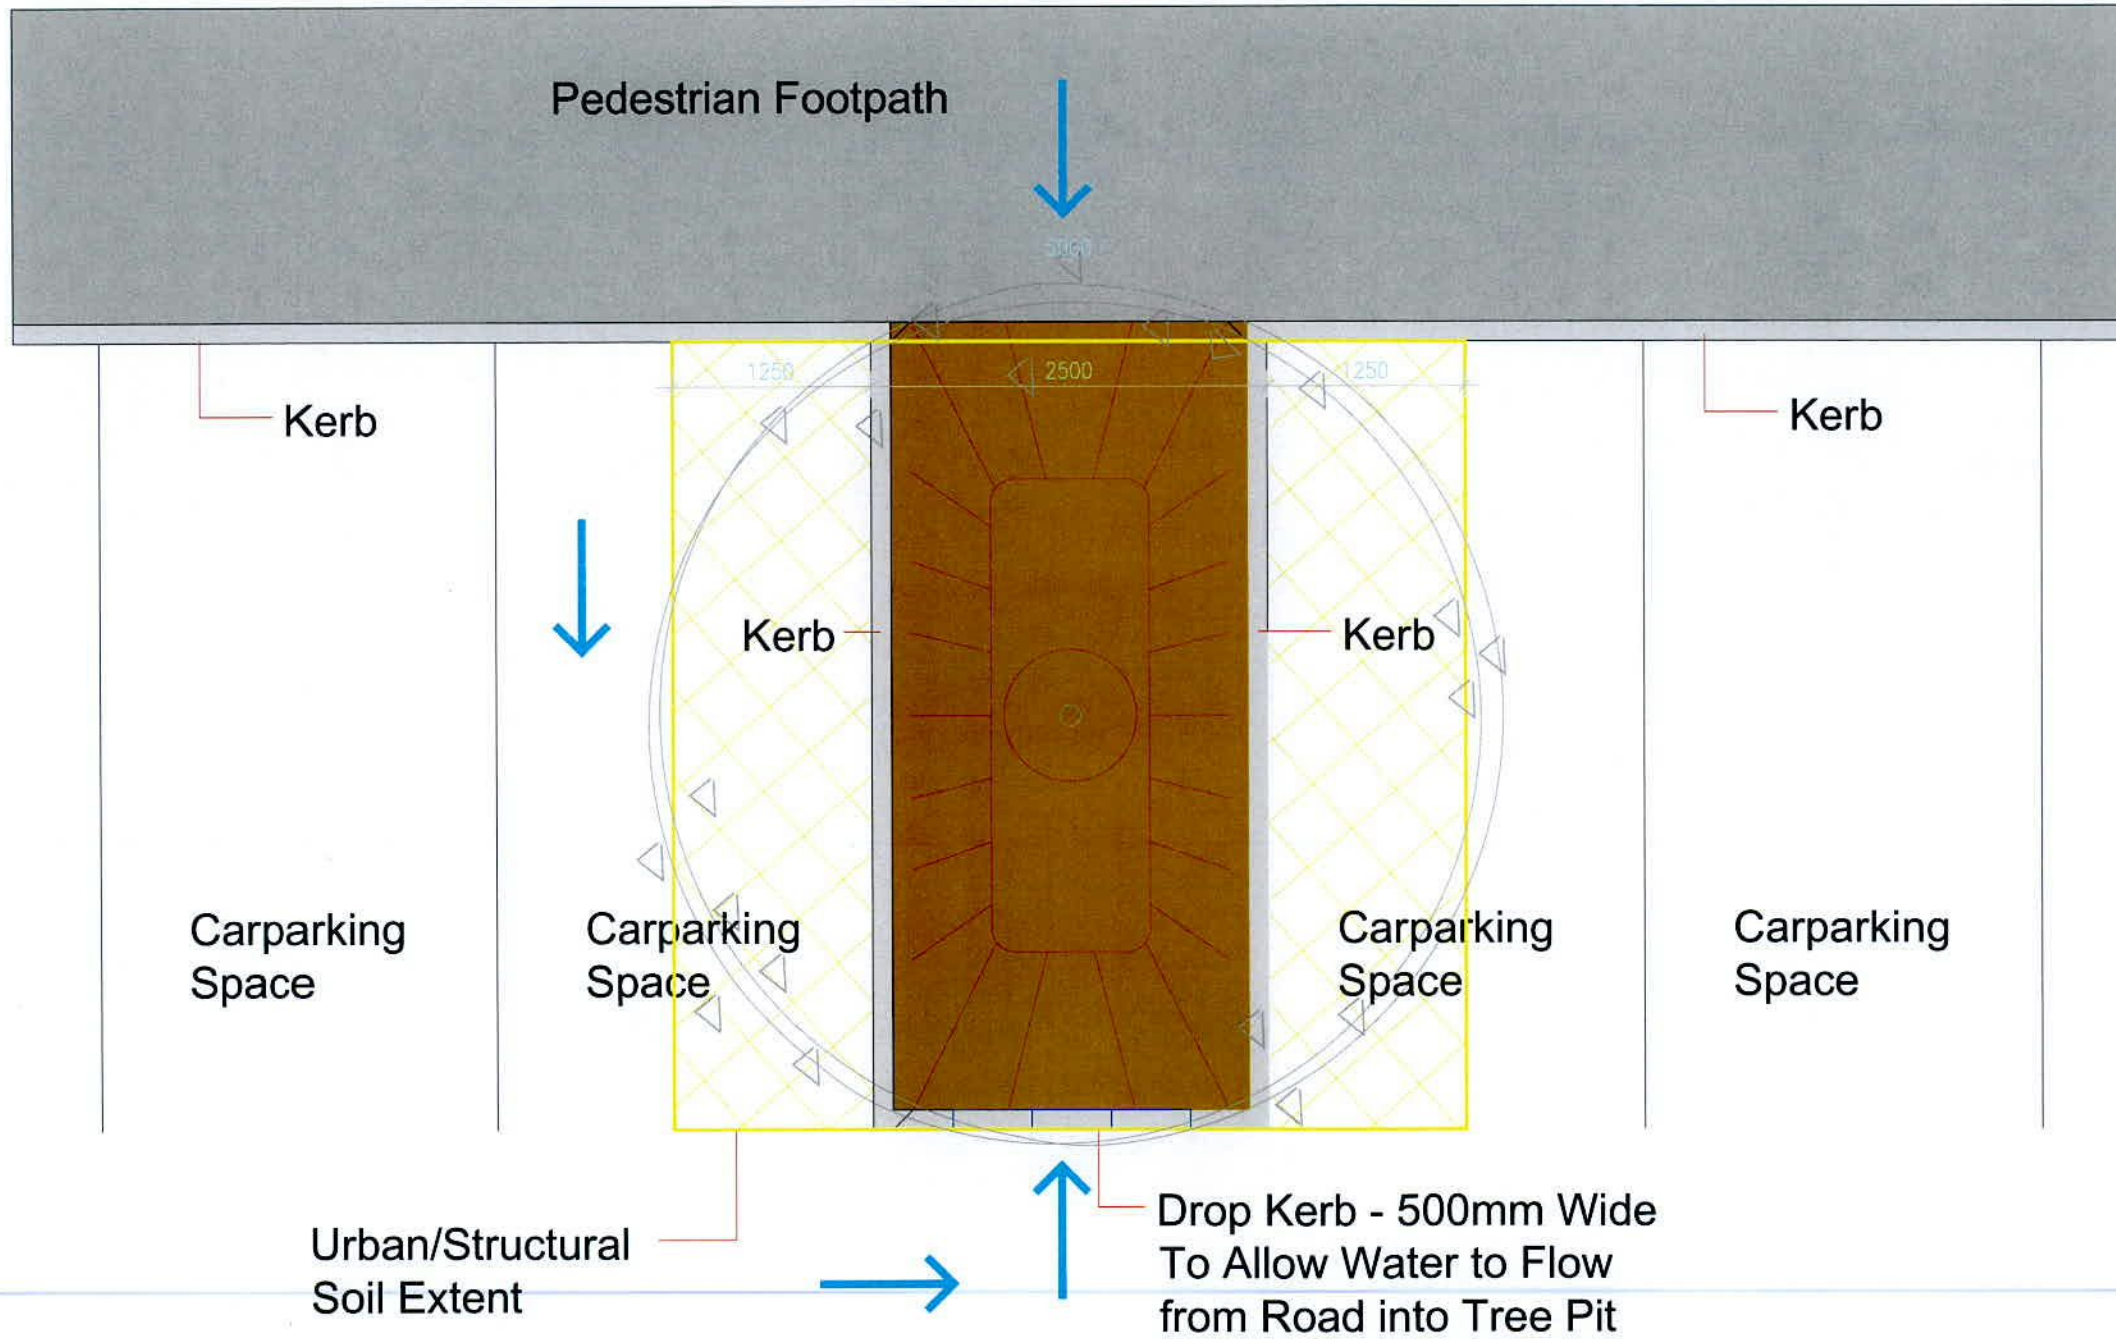 Pedestrian Footpath
5000
1250
2500
1250
Kerb
Kerb
Kerb
Kerb
Carparking
Space
Carparking
Space
Carparking
Space
Carparking
Space
Urban/Structural
Soil Extent
Drop Kerb - 500mm Wide
To Allow Water to Flow
from Road into Tree Pit